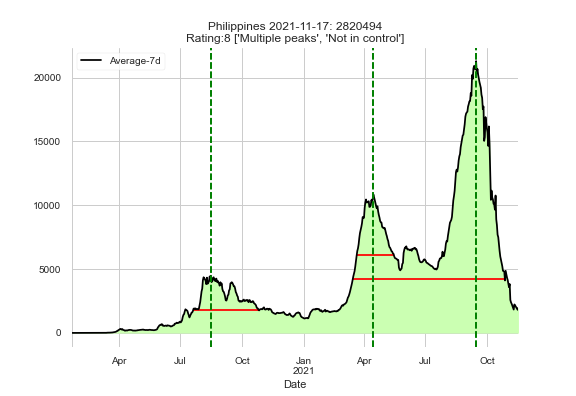 Philippines 2021-11-17: 2820494
Rating:8 ['Multiple peaks', 'Not in control']
Average-7d
20000
15000
10000
5000
0
Apr Jul Oct Jan Apr Jul Oct
2021
Date